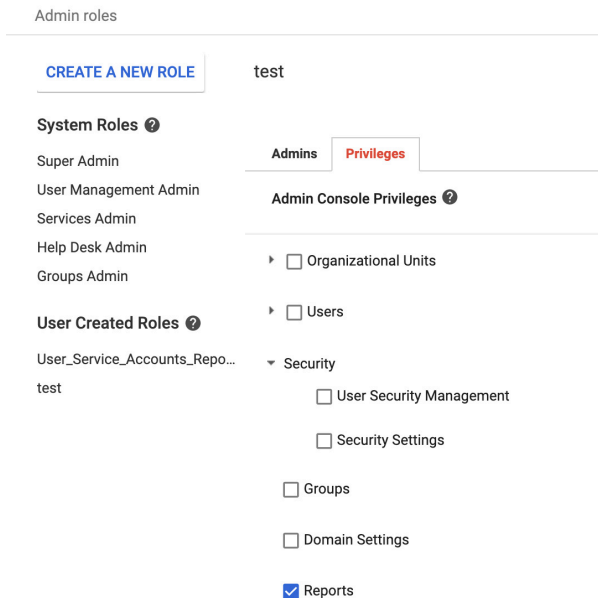 Admin roles
CREATE A NEW ROLE
test
System Roles ?
Super Admin
User Management Admin
Services Admin
Help Desk Admin
Groups Admin
User Created Roles ?
User_Service_Accounts_Repo...
test
Admins Privileges
Admin Console Privileges ?
Organizational Units
Users
Security
User Security Management
Security Settings
Groups
Domain Settings
Reports